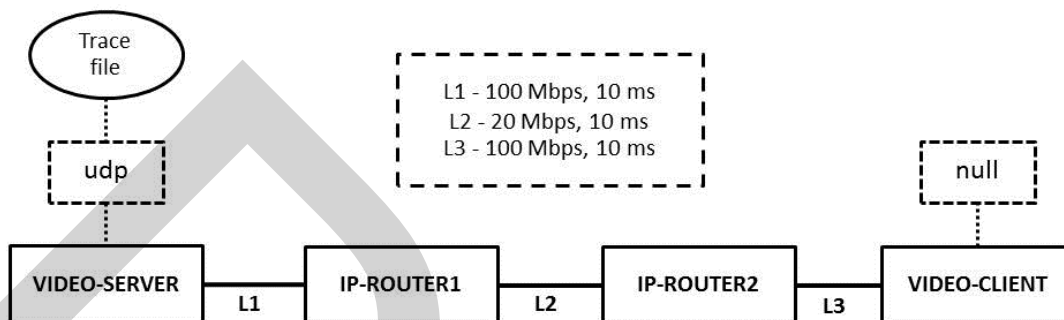 Trace
file
L1 - 100 Mbps, 10 ms
L2 - 20 Mbps, 10 ms
L3 - 100 Mbps, 10 ms
udp
null
VIDEO-SERVER
L1
IP-ROUTER1
L2
IP-ROUTER2
L3
VIDEO-CLIENT